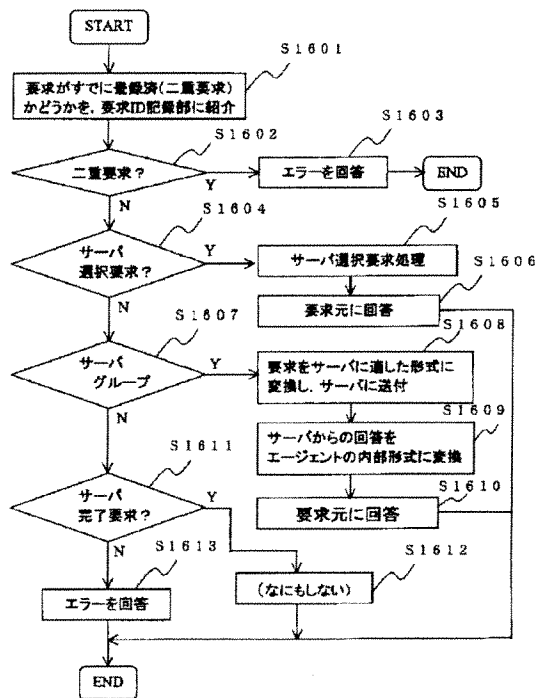 START
S1601
要求がすでに登録済(二重要求)
かどうかを, 要求ID記録部に紹介
S1602
二重要求?
Y
N
S1603
エラーを回答
END
S1604
サーバ
選択要求?
Y
N
S1605
サーバ選択要求処理
S1606
要求元に回答
S1607
サーバ
グループ
Y
N
S1608
要求をサーバに適した形式に
変換し, サーバに送付
S1609
サーバからの回答を
エージェントの内部形式に変換
S1610
要求元に回答
S1611
サーバ
完了要求?
Y
N
S1612
(なにもしない)
S1613
エラーを回答
END